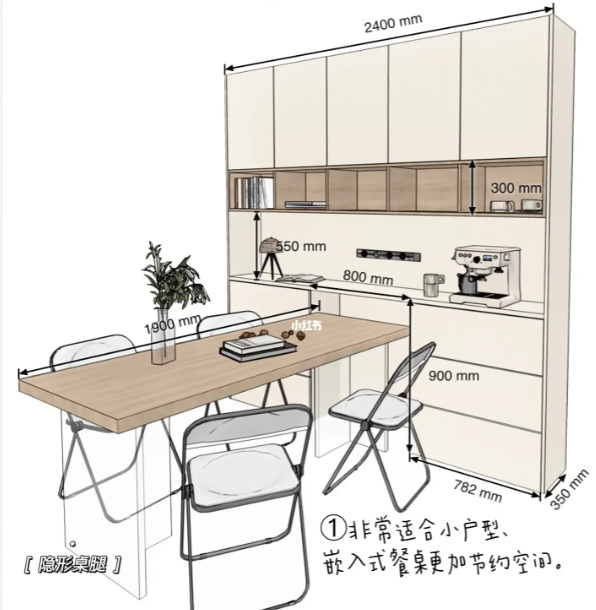 2400 mm
300 mm
550 mm
800 mm
1900 mm
小红书
900 mm
782 mm
350 mm
①非常适合小户型、
嵌入式餐桌更加节约空间。
[ 隐形桌腿 ]